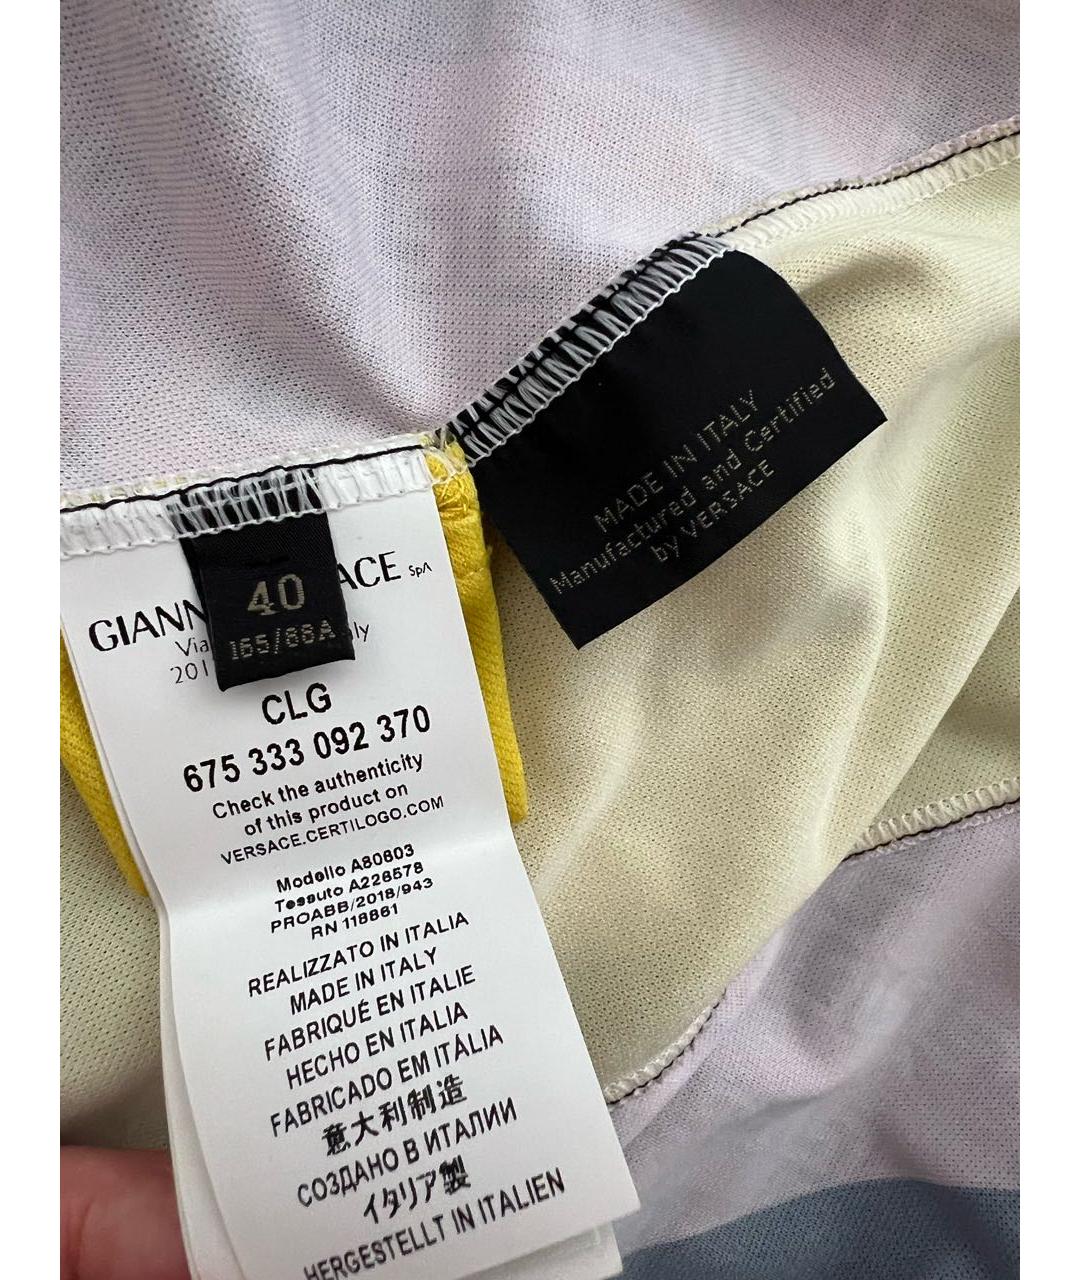 MADE IN ITALY
Manufactured and Certified
by VERSACE
40
165/88A
GIANN ACE SpA
Via ly
201
CLG
675 333 092 370
Check the authenticity
of this product on
VERSACE.CERTILOGO.COM
Modello A80803
Tessuto A226578
PROABB/2018/943
RN 118861
REALIZZATO IN ITALIA
MADE IN ITALY
FABRIQUÉ EN ITALIE
HECHO EN ITALIA
FABRICADO EM ITÁLIA
意大利制造
СОЗДАНО В ИТАЛИИ
イタリア製
HERGESTELLT IN ITALIEN